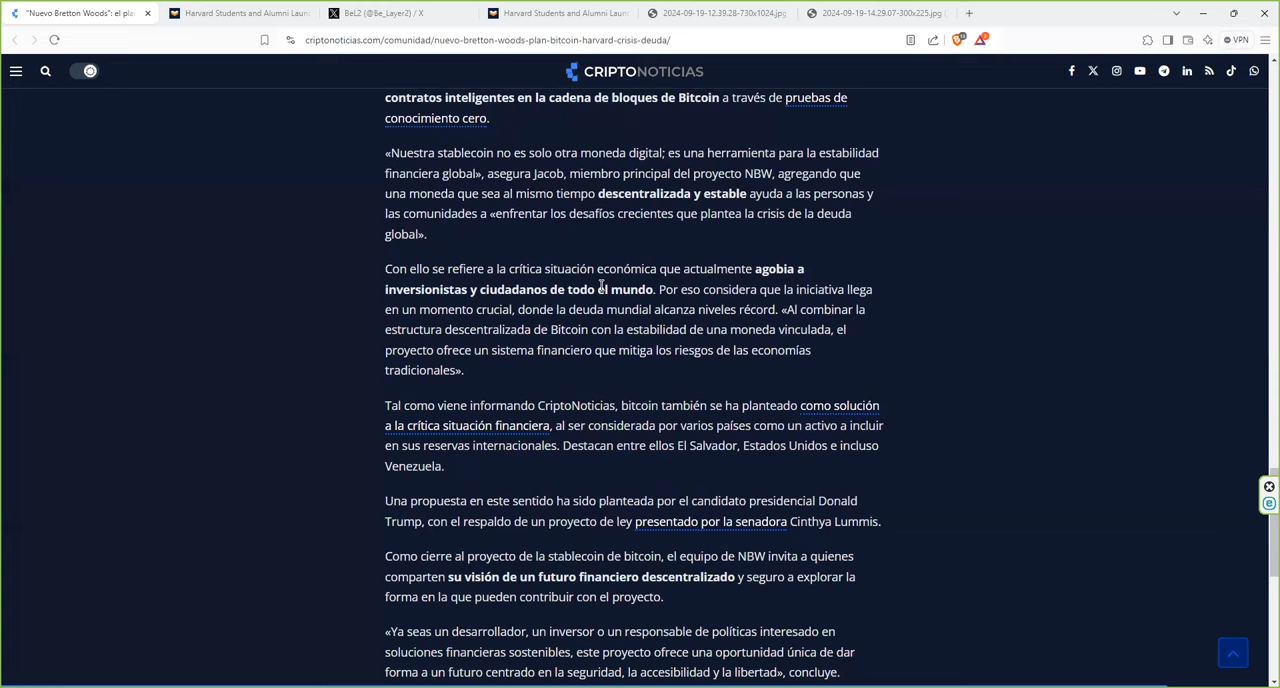 "Nuevo Bretton Woods": el pla
Harvard Students and Alumni Laun
BeL2 (@Be_Layer2) / X
Harvard Students and Alumni Laun
2024-09-19-12.39.28-730x1024.jpg
2024-09-19-14.29.07-300x225.jpg (
criptonoticias.com/comunidad/nuevo-bretton-woods-plan-bitcoin-harvard-crisis-deuda/
VPN
CRIPTONOTICIAS
contratos inteligentes en la cadena de bloques de Bitcoin a través de pruebas de
conocimiento cero.
«Nuestra stablecoin no es solo otra moneda digital; es una herramienta para la estabilidad
financiera global», asegura Jacob, miembro principal del proyecto NBW, agregando que
una moneda que sea al mismo tiempo descentralizada y estable ayuda a las personas y
las comunidades a «enfrentar los desafíos crecientes que plantea la crisis de la deuda
global».
Con ello se refiere a la crítica situación económica que actualmente agobia a
inversionistas y ciudadanos de todo el mundo. Por eso considera que la iniciativa llega
en un momento crucial, donde la deuda mundial alcanza niveles récord. «Al combinar la
estructura descentralizada de Bitcoin con la estabilidad de una moneda vinculada, el
proyecto ofrece un sistema financiero que mitiga los riesgos de las economías
tradicionales».
Tal como viene informando CriptoNoticias, bitcoin también se ha planteado como solución
a la crítica situación financiera, al ser considerada por varios países como un activo a incluir
en sus reservas internacionales. Destacan entre ellos El Salvador, Estados Unidos e incluso
Venezuela.
Una propuesta en este sentido ha sido planteada por el candidato presidencial Donald
Trump, con el respaldo de un proyecto de ley presentado por la senadora Cinthya Lummis.
Como cierre al proyecto de la stablecoin de bitcoin, el equipo de NBW invita a quienes
comparten su visión de un futuro financiero descentralizado y seguro a explorar la
forma en la que pueden contribuir con el proyecto.
«Ya seas un desarrollador, un inversor o un responsable de políticas interesado en
soluciones financieras sostenibles, este proyecto ofrece una oportunidad única de dar
forma a un futuro centrado en la seguridad, la accesibilidad y la libertad», concluye.